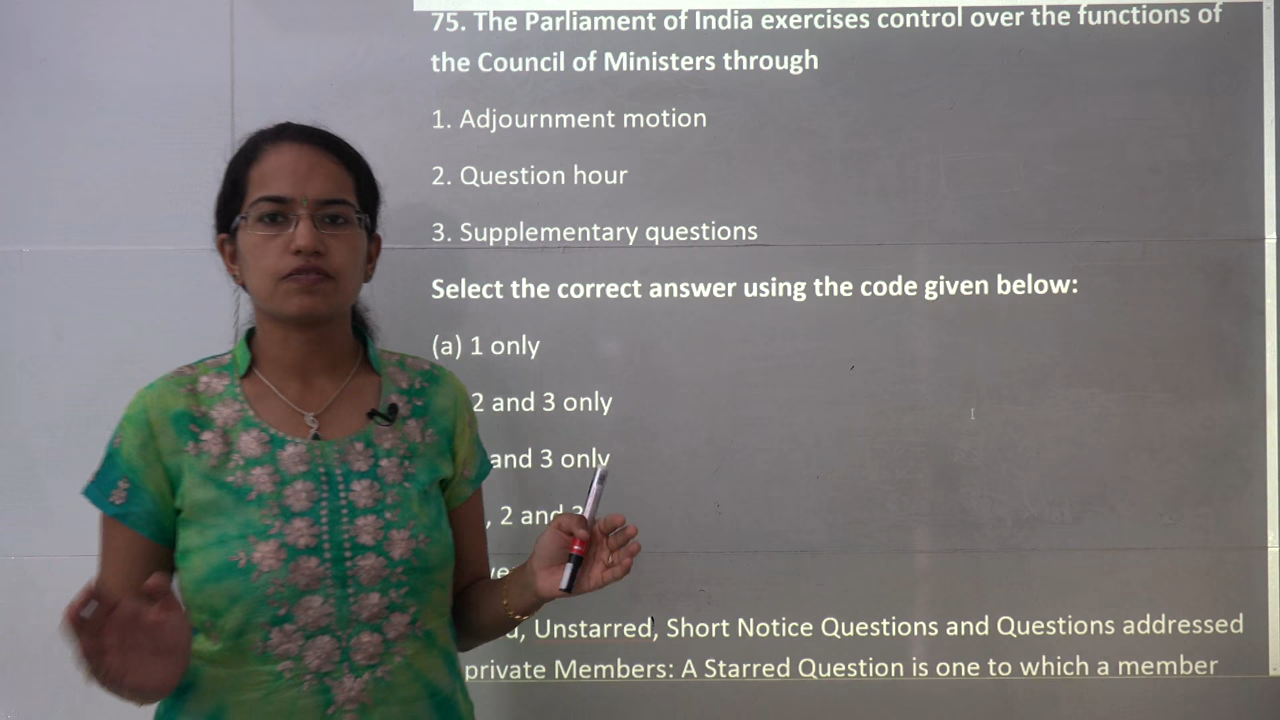 75. The Parliament of India exercises control over the functions of
the Council of Ministers through
1. Adjournment motion
2. Question hour
3. Supplementary questions
Select the correct answer using the code given below:
(a) 1 only
2 and 3 only
and 3 only
, 2 and 3
Unstarred, Short Notice Questions and Questions addressed
private Members: A Starred Question is one to which a member